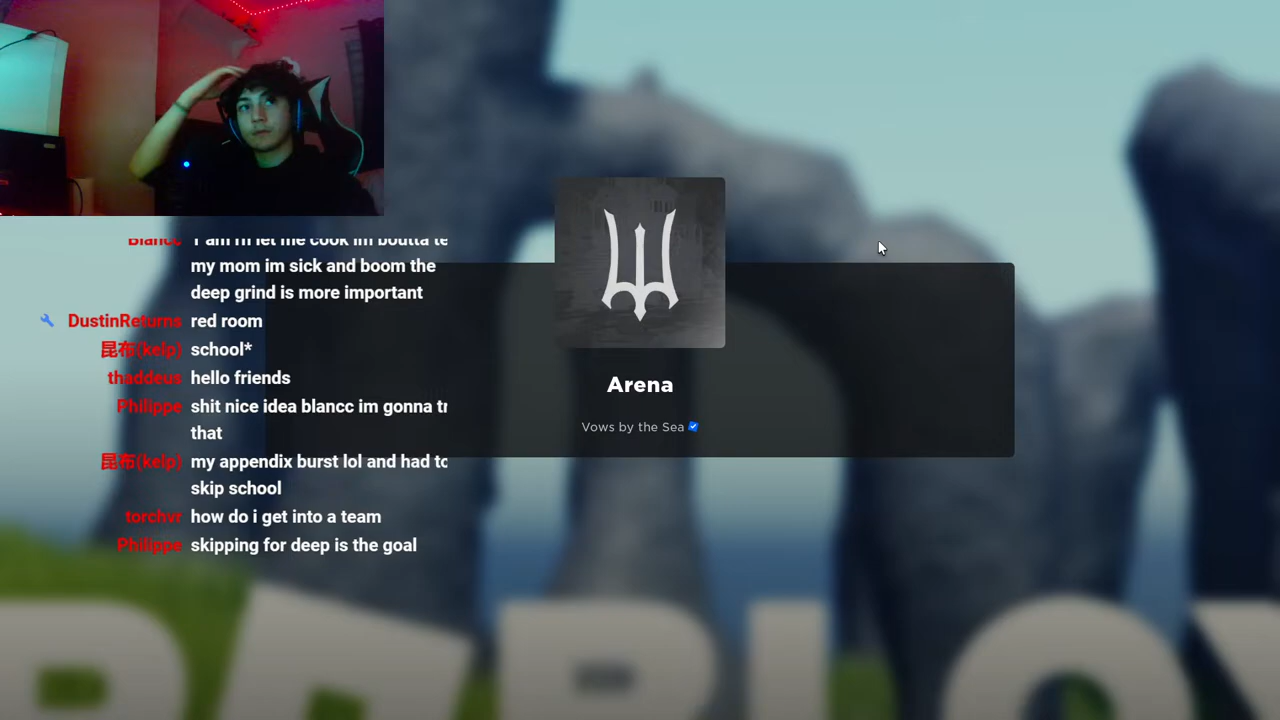 my mom im sick and boom the
deep grind is more important
DustinReturns red room
昆布(kelp) school*
thaddeus hello friends
Philippe shit nice idea blancc im gonna
that
昆布(kelp) my appendix burst lol and had to
skip school
torchvr how do i get into a team
Philippe skipping for deep is the goal
Arena
Vows by the Sea